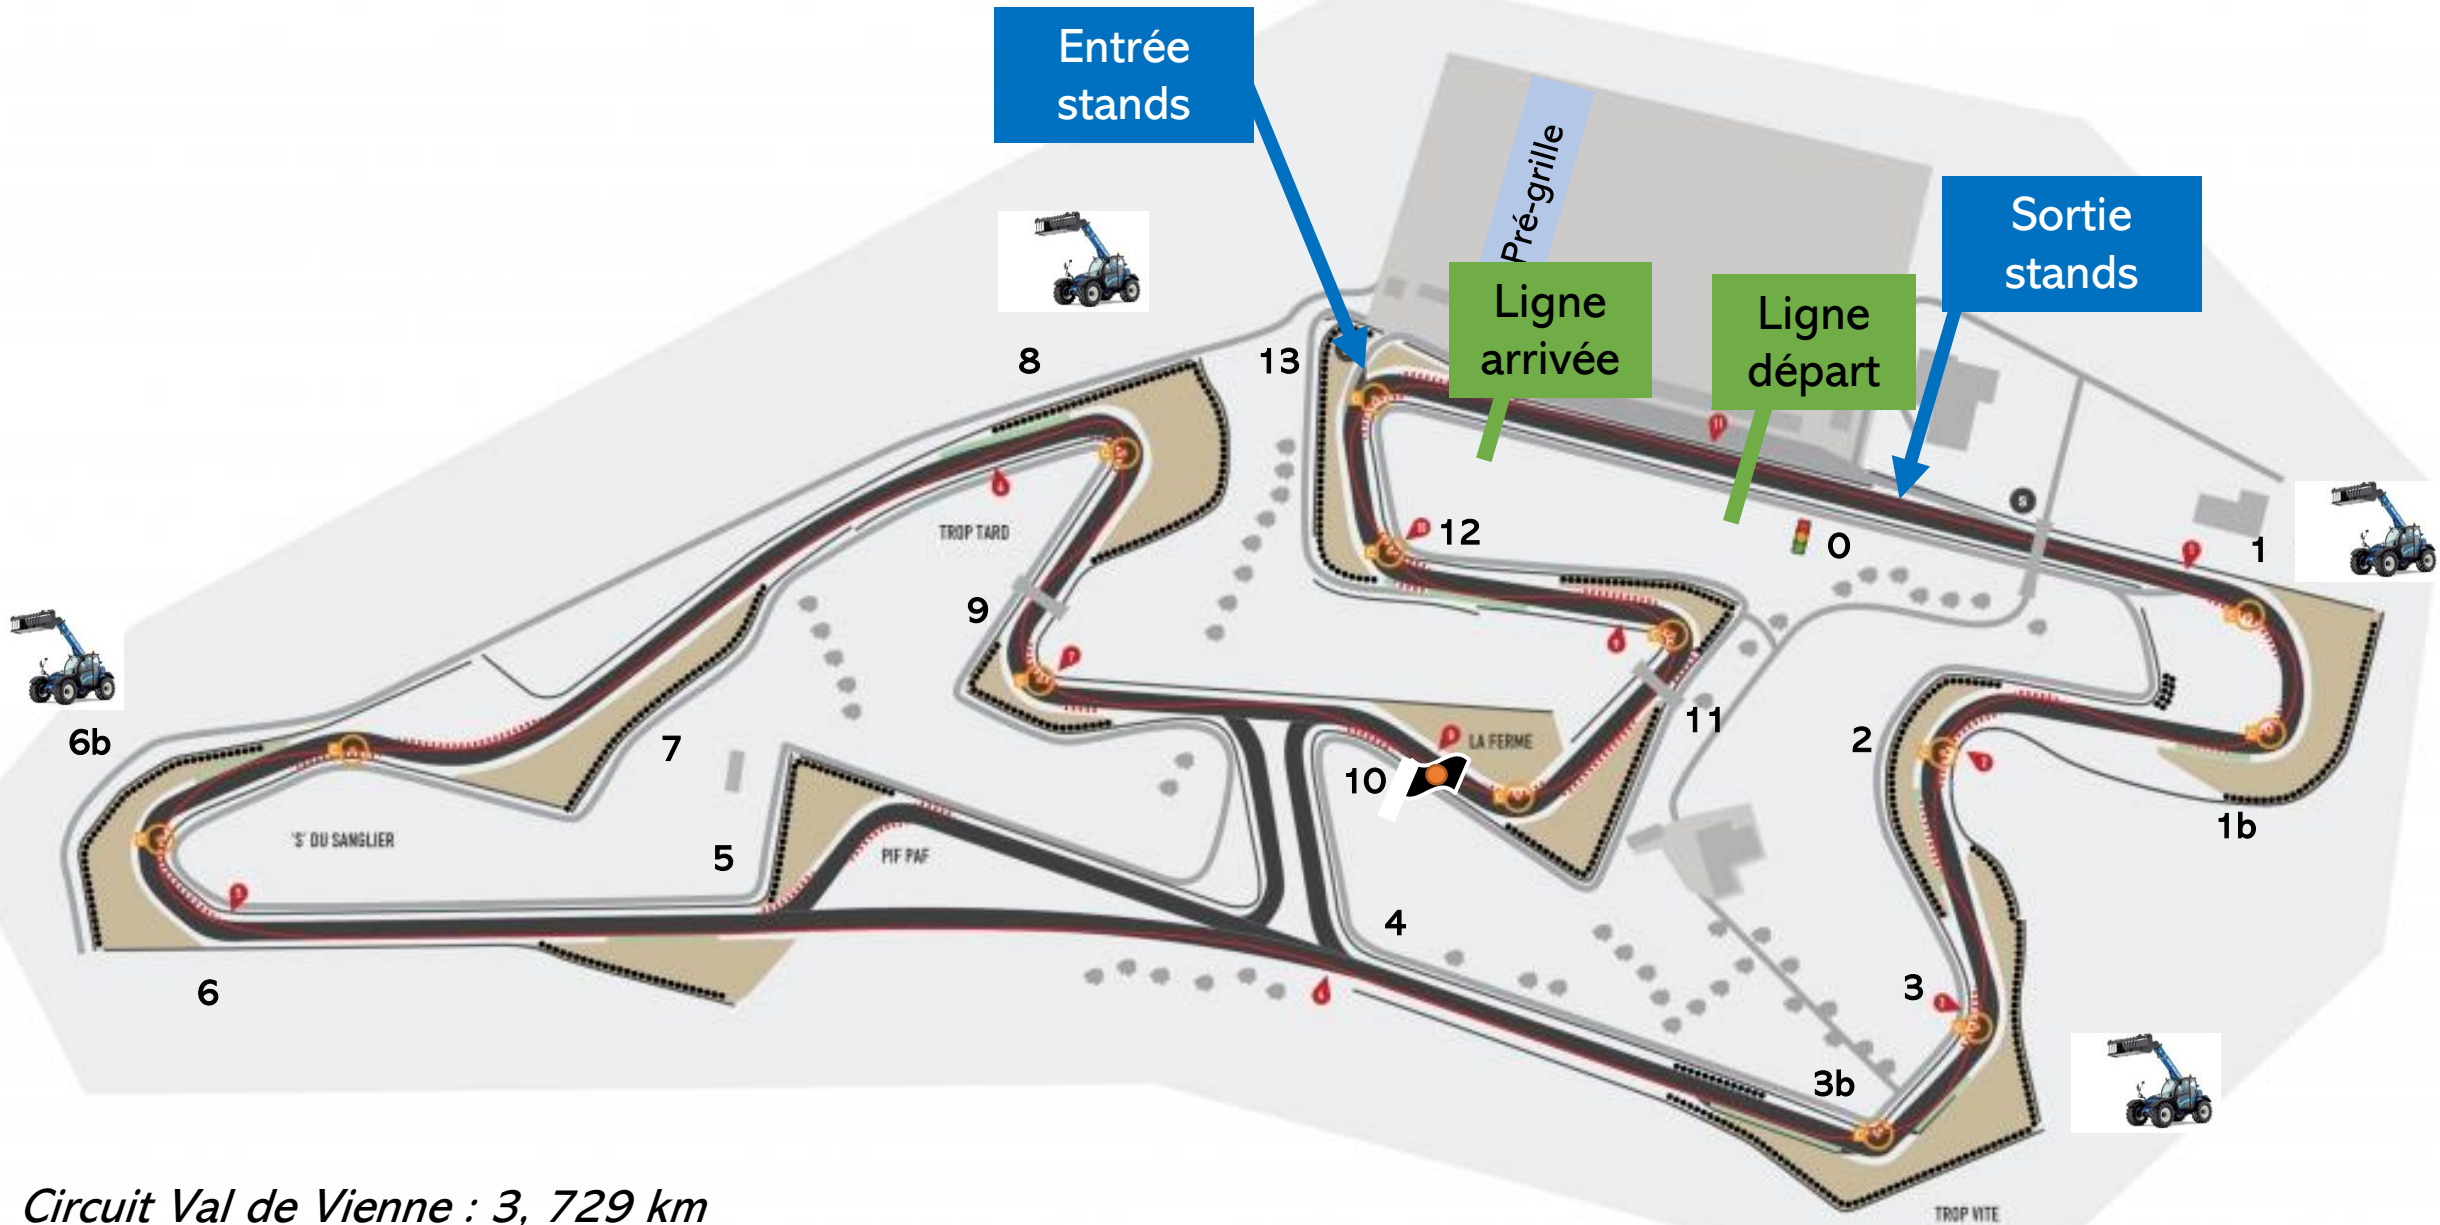 Entrée
stands
Pré-grille
Sortie
stands
Ligne
arrivée
Ligne
départ
8
13
12
0
1
TROP TARD
9
6b
7
11
2
LA FERME
10
1b
'S' DU SANGLIER
5
PIF PAF
4
6
3
3b
Circuit Val de Vienne : 3, 729 km
TROP VITE